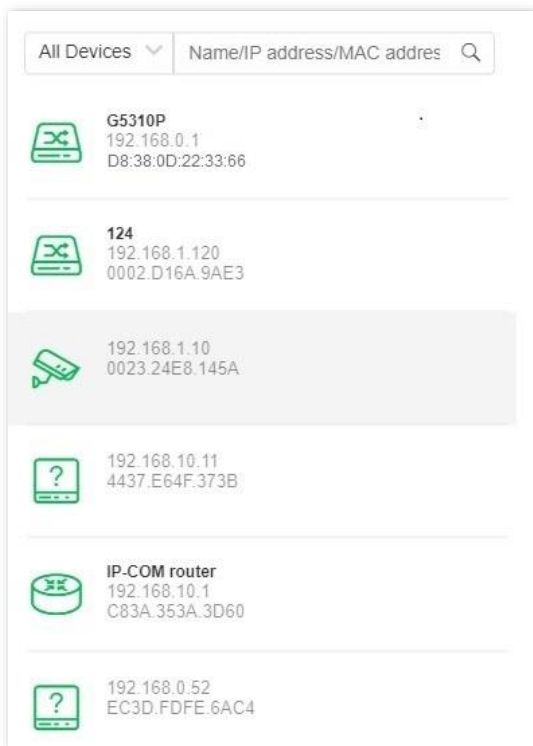 All Devices
Name/IP address/MAC addres
G5310P
192.168.0.1
D8:38:0D:22:33:66
124
192.168.1.120
0002.D16A.9AE3
192.168.1.10
0023.24E8.145A
?
192.168.10.11
4437.E64F.373B
IP-COM router
192.168.10.1
C83A.353A.3D60
?
192.168.0.52
EC3D.FDFE.6AC4